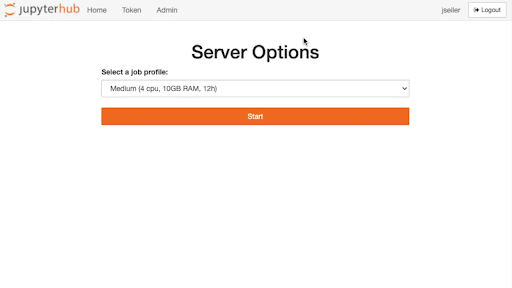 jupyterhub Home Token Admin jseiler Logout
Server Options
Select a job profile:
Medium (4 cpu, 10GB RAM, 12h)
Start